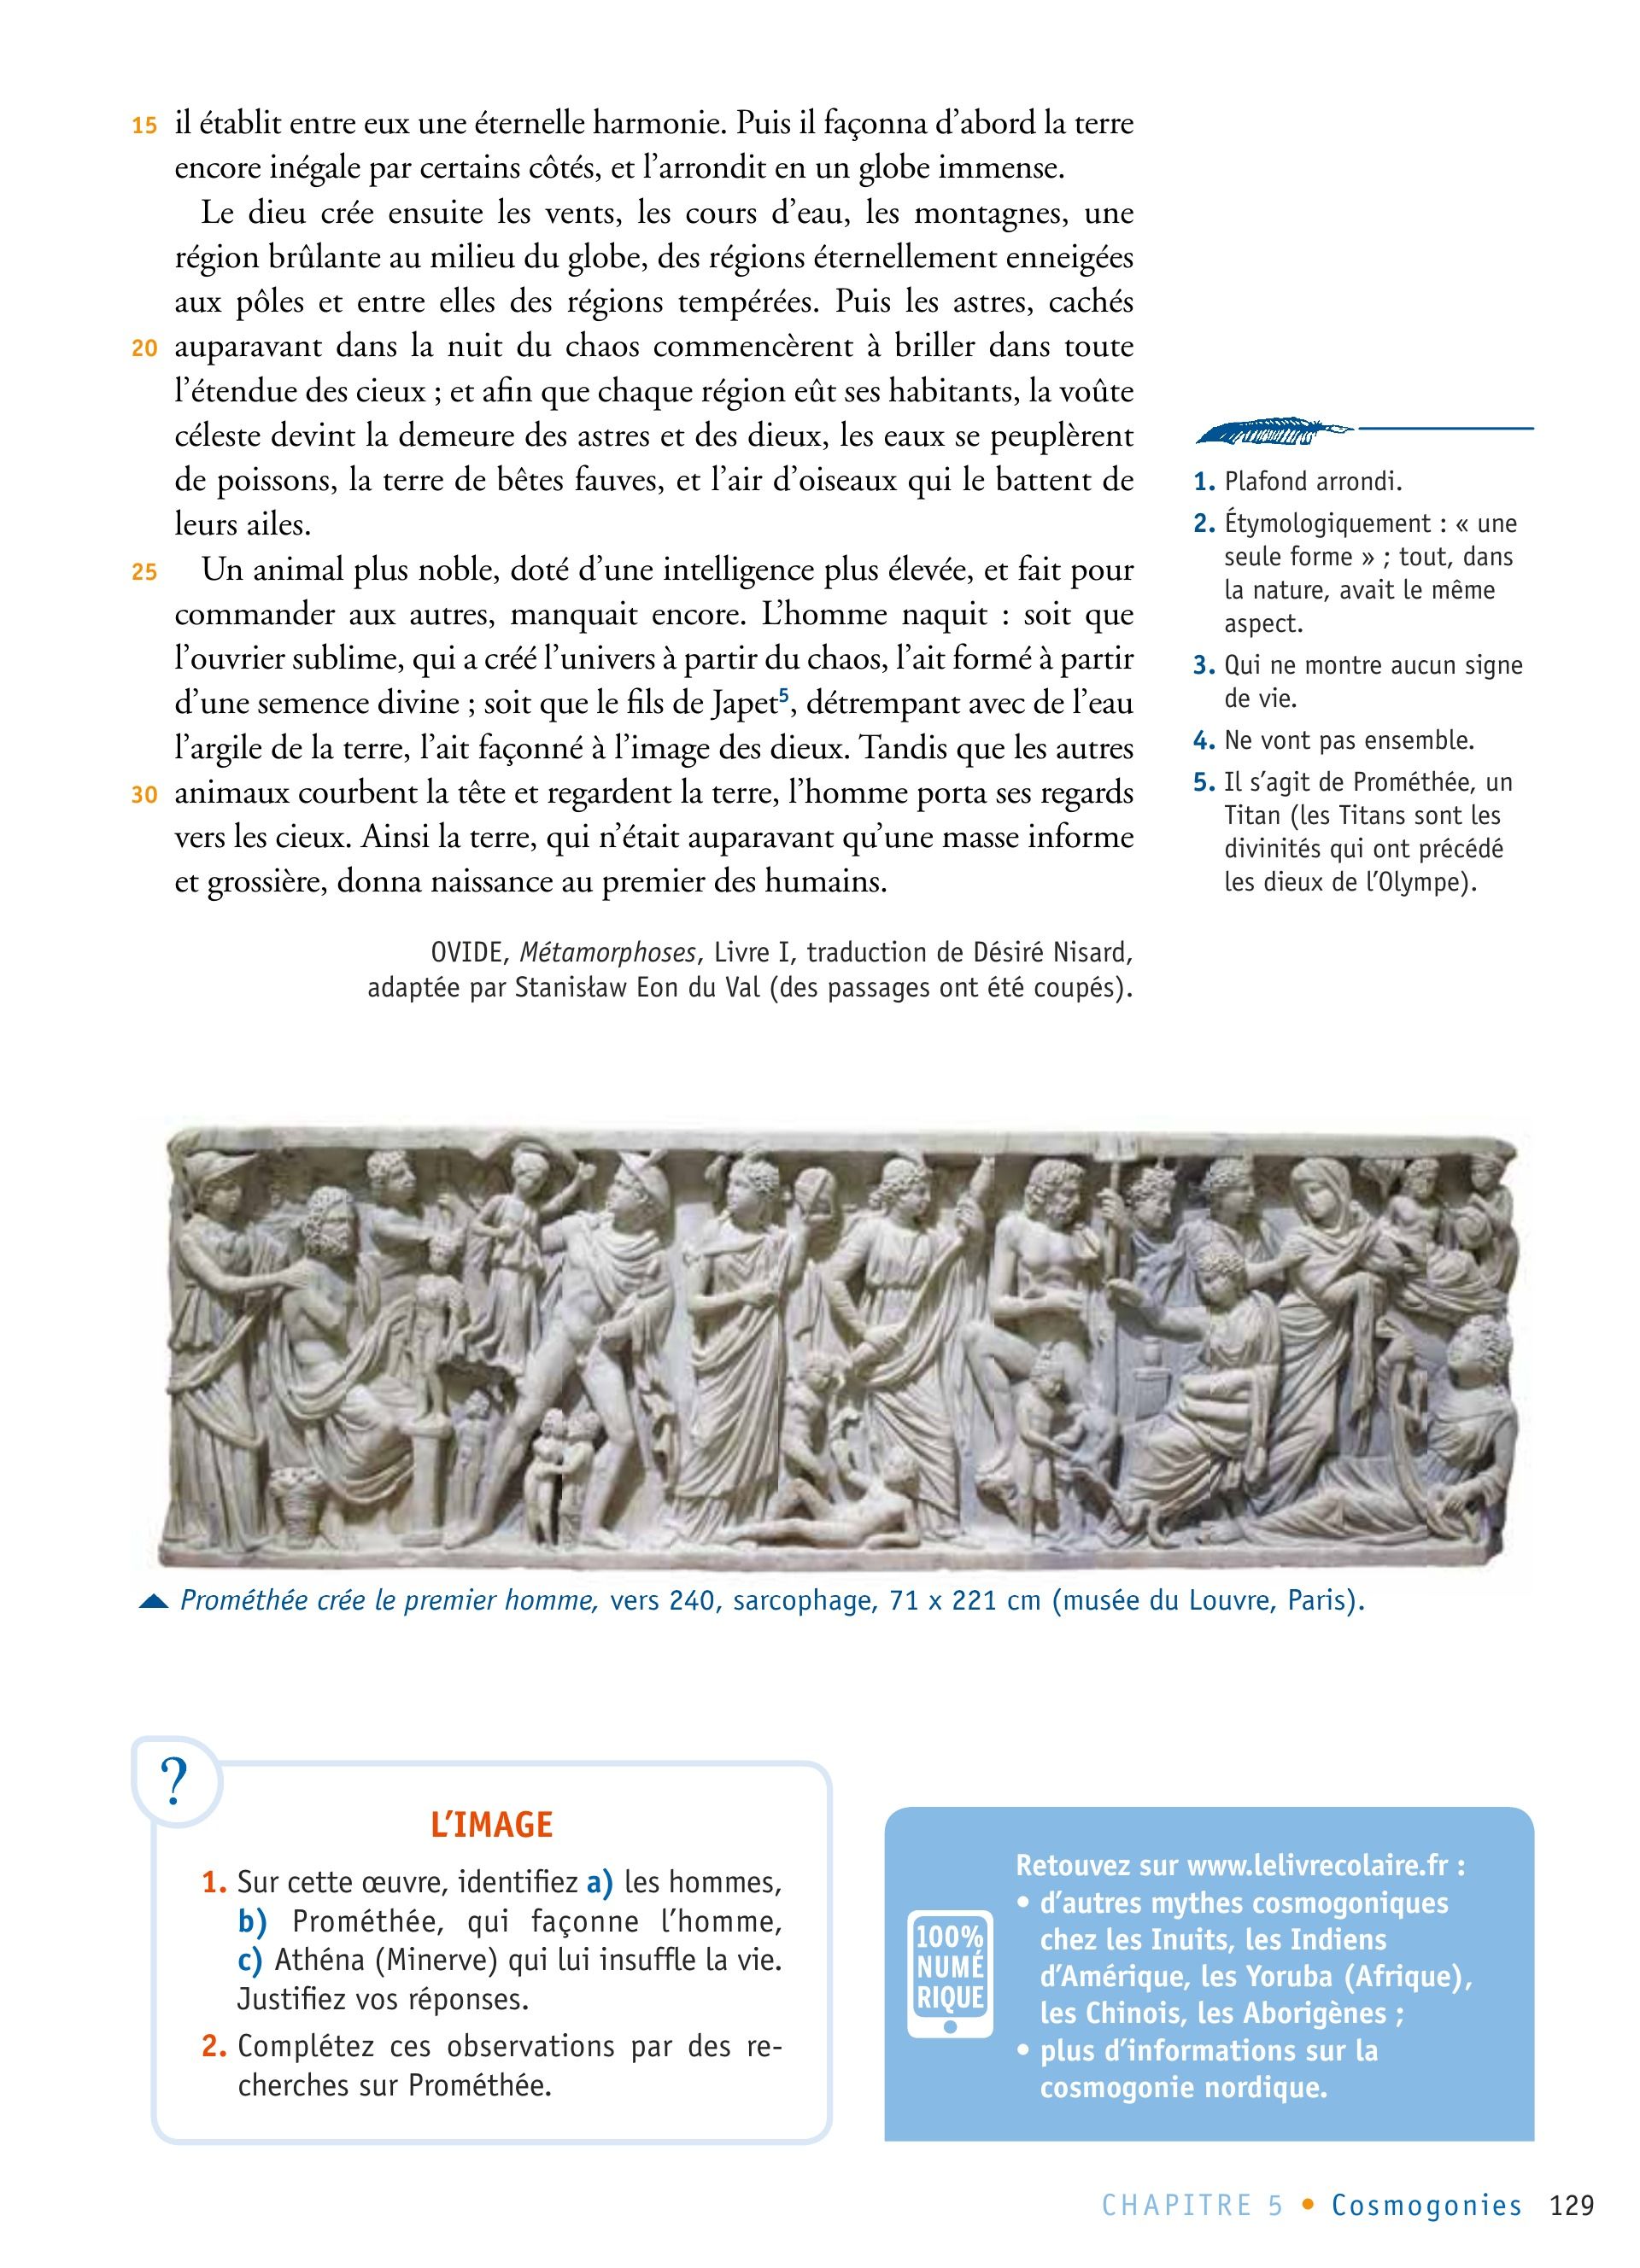 15 il établit entre eux une éternelle harmonie. Puis il façonna d’abord la terre
encore inégale par certains côtés, et l’arrondit en un globe immense.
Le dieu crée ensuite les vents, les cours d’eau, les montagnes, une
région brûlante au milieu du globe, des régions éternellement enneigées
aux pôles et entre elles des régions tempérées. Puis les astres, cachés
20 auparavant dans la nuit du chaos commencèrent à briller dans toute
l’étendue des cieux ; et afin que chaque région eût ses habitants, la voûte
céleste devint la demeure des astres et des dieux, les eaux se peuplèrent
de poissons, la terre de bêtes fauves, et l’air d’oiseaux qui le battent de
leurs ailes.
25 Un animal plus noble, doté d’une intelligence plus élevée, et fait pour
commander aux autres, manquait encore. L’homme naquit : soit que
l’ouvrier sublime, qui a créé l’univers à partir du chaos, l’ait formé à partir
d’une semence divine ; soit que le fils de Japet5, détrempant avec de l’eau
l’argile de la terre, l’ait façonné à l’image des dieux. Tandis que les autres
30 animaux courbent la tête et regardent la terre, l’homme porta ses regards
vers les cieux. Ainsi la terre, qui n’était auparavant qu’une masse informe
et grossière, donna naissance au premier des humains.
OVIDE, Métamorphoses, Livre I, traduction de Désiré Nisard,
adaptée par Stanisław Eon du Val (des passages ont été coupés).
1. Plafond arrondi.
2. Étymologiquement : « une
seule forme » ; tout, dans
la nature, avait le même
aspect.
3. Qui ne montre aucun signe
de vie.
4. Ne vont pas ensemble.
5. Il s’agit de Prométhée, un
Titan (les Titans sont les
divinités qui ont précédé
les dieux de l’Olympe).
Prométhée crée le premier homme, vers 240, sarcophage, 71 x 221 cm (musée du Louvre, Paris).
?
L’IMAGE
1. Sur cette œuvre, identifiez a) les hommes,
b) Prométhée, qui façonne l’homme,
c) Athéna (Minerve) qui lui insuffle la vie.
Justifiez vos réponses.
2. Complétez ces observations par des re-
cherches sur Prométhée.
100%
NUMÉ
RIQUE
Retouvez sur www.lelivrecolaire.fr :
• d’autres mythes cosmogoniques
chez les Inuits, les Indiens
d’Amérique, les Yoruba (Afrique),
les Chinois, les Aborigènes ;
• plus d’informations sur la
cosmogonie nordique.
CHAPITRE 5 • Cosmogonies 129